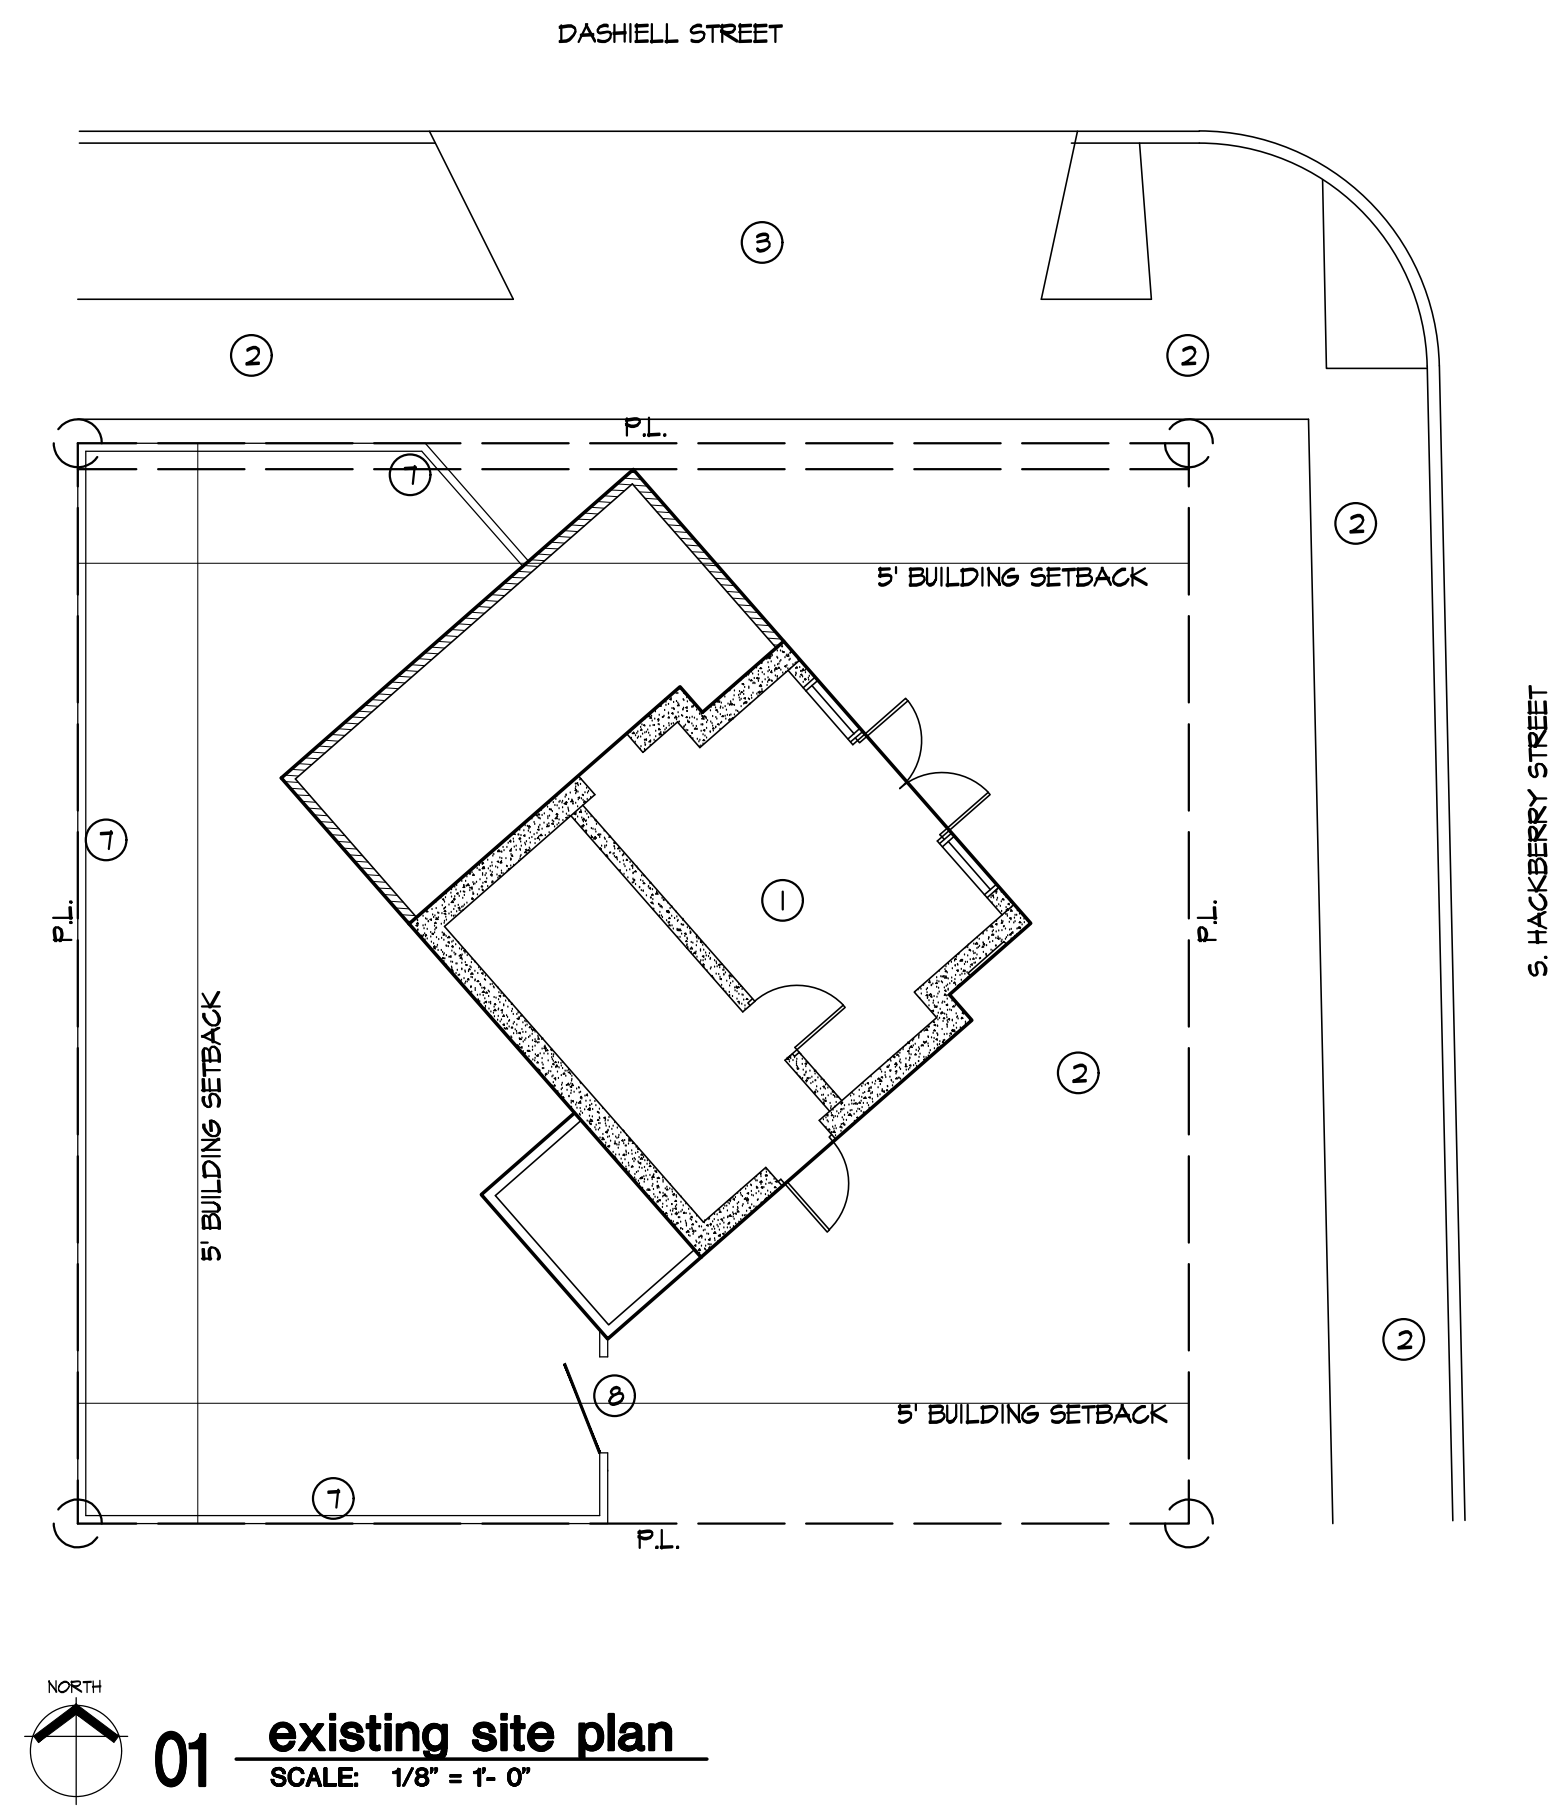 DASHIELL STREET
3
2
2
P.L.
7
2
5' BUILDING SETBACK
S. HACKBERRY STREET
7
1
P.L.
P.L.
5' BUILDING SETBACK
2
2
8
5' BUILDING SETBACK
7
P.L.
NORTH
01 existing site plan
SCALE: 1/8" = 1'- 0"